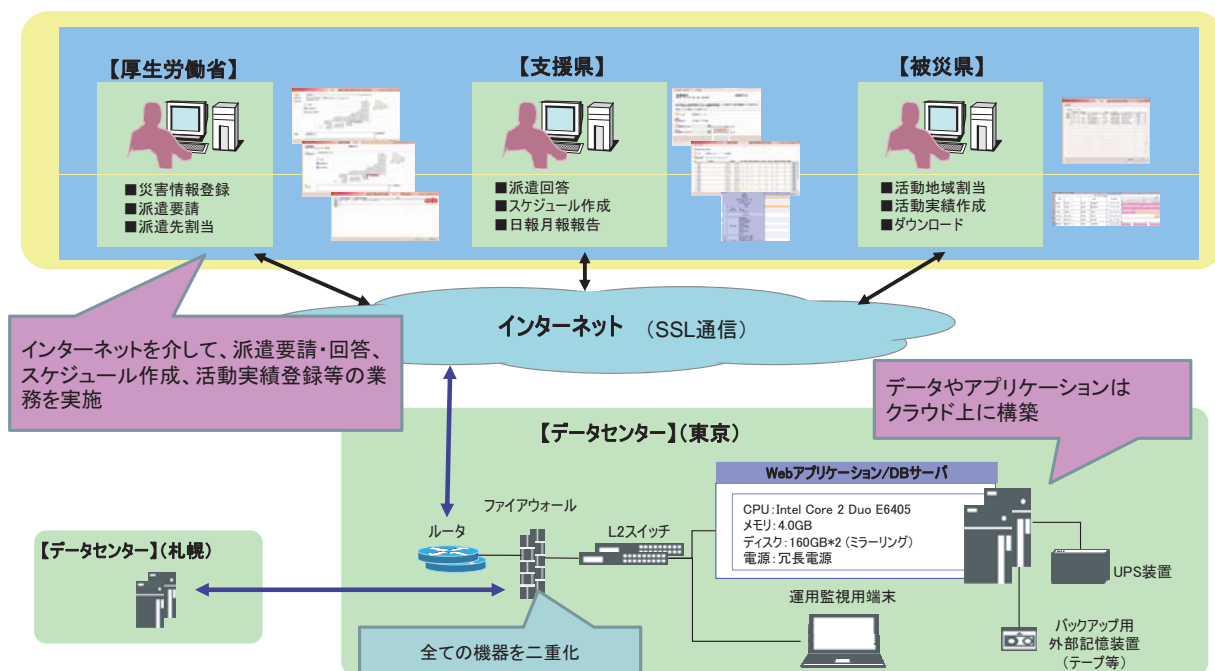 【厚生労働省】
■災害情報登録
■派遣要請
■派遣先割当
【支援県】
■派遣回答
■スケジュール作成
■日報月報報告
【被災県】
■活動地域割当
■活動実績作成
■ダウンロード
インターネット (SSL通信)
インターネットを介して、派遣要請・回答、
スケジュール作成、活動実績登録等の業
務を実施
データやアプリケーションは
クラウド上に構築
【データセンター】(東京)
Webアプリケーション/DBサーバ
CPU:Intel Core 2 Duo E6405
メモリ:4.0GB
ディスク:160GB*2 (ミラーリング)
電源:冗長電源
ファイアウォール
ルータ
L2スイッチ
【データセンター】(札幌)
UPS装置
運用監視用端末
バックアップ用
外部記憶装置
(テープ等)
全ての機器を二重化